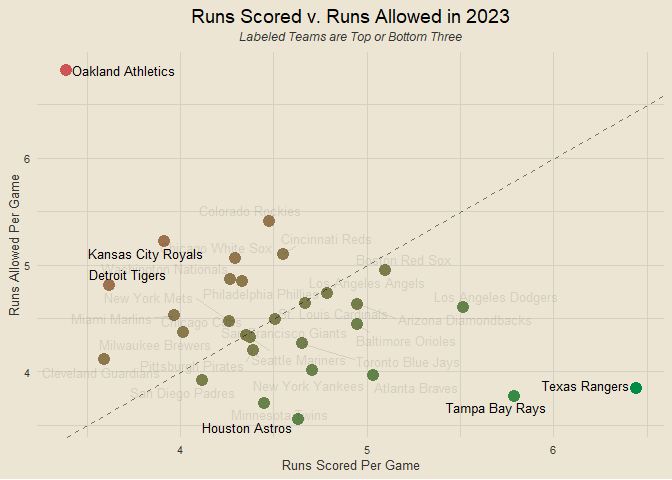 Runs Scored v. Runs Allowed in 2023
Labeled Teams are Top or Bottom Three
Oakland Athletics
6
Colorado Rockies
Cincinnati Reds
Chicago White Sox
Kansas City Royals
Boston Red Sox
5
Washington Nationals
Detroit Tigers
Los Angeles Angels
Philadelphia Phillies
New York Mets
Los Angeles Dodgers
St. Louis Cardinals
Miami Marlins
Chicago Cubs
Arizona Diamondbacks
San Francisco Giants
Milwaukee Brewers
Baltimore Orioles
Seattle Mariners
Toronto Blue Jays
Pittsburgh Pirates
4
Cleveland Guardians
New York Yankees
Atlanta Braves
Texas Rangers
San Diego Padres
Tampa Bay Rays
Minnesota Twins
Houston Astros
4
5
6
Runs Scored Per Game
Runs Allowed Per Game